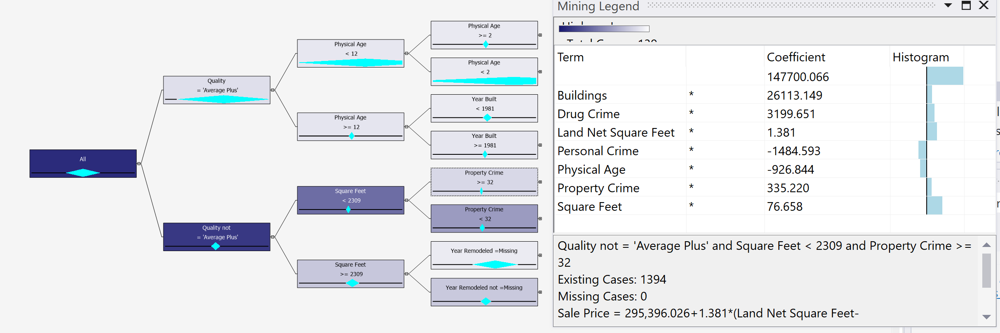 All
Quality
= 'Average Plus'
Quality not
= 'Average Plus'
Physical Age
< 12
Physical Age
>= 12
Square Feet
< 2309
Square Feet
>= 2309
Physical Age
>= 2
Physical Age
< 2
Year Built
< 1981
Year Built
>= 1981
Property Crime
>= 32
Property Crime
< 32
Year Remodeled =Missing
Year Remodeled not =Missing
Mining Legend
Term Coefficient Histogram
147700.066
Buildings * 26113.149
Drug Crime * 3199.651
Land Net Square Feet * 1.381
Personal Crime * -1484.593
Physical Age * -926.844
Property Crime * 335.220
Square Feet * 76.658
Quality not = 'Average Plus' and Square Feet < 2309 and Property Crime >=
32
Existing Cases: 1394
Missing Cases: 0
Sale Price = 295,396.026+1.381*(Land Net Square Feet-